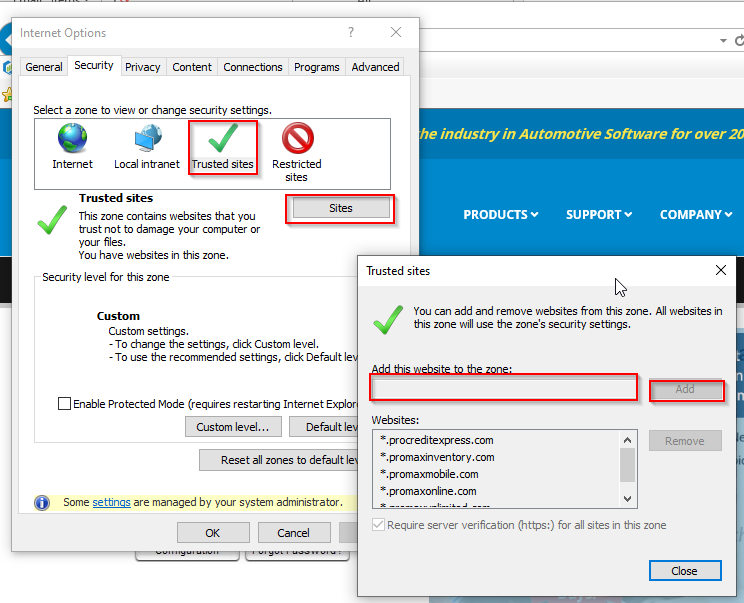 Internet Options
?
General
Security
Privacy
Content
Connections
Programs
Advanced
Select a zone to view or change security settings.
Internet
Local intranet
Trusted sites
Restricted
sites
Trusted sites
This zone contains websites that you
trust not to damage your computer or
your files.
You have websites in this zone.
Sites
Security level for this zone
Custom
Custom settings.
- To change the settings, click Custom level.
- To use the recommended settings, click Default
Enable Protected Mode (requires restarting Internet
Custom level...
Default
Reset all zones to default
Some settings are managed by your system administrator.
OK
Cancel
Configuration
Forgot Password?
the industry in Automotive Software for over 20
PRODUCTS
SUPPORT
COMPANY
Trusted sites
You can add and remove websites from this zone. All websites in
this zone will use the zone's security settings.
Add this website to the zone:
Add
Websites:
*.procreditexpress.com
*.promaxinventory.com
*.promaxmobile.com
*.promaxonline.com
*.promaxunlimited.com
Remove
Require server verification (https:) for all sites in this zone
Close